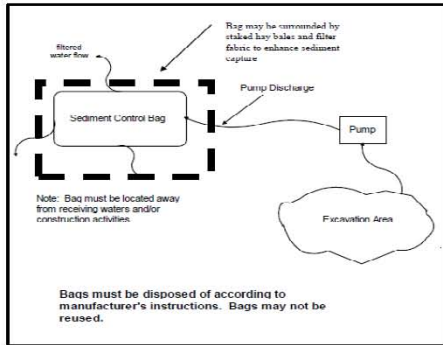 Bag may be surrounded by
staked hay bales and filter
fabric to enhance sediment
capture
filtered
water flow
Pump Discharge
Sediment Control Bag
Pump
Note: Bag must be located away
from receiving waters and/or
construction activities
Excavation Area
Bags must be disposed of according to
manufacturer's instructions. Bags may not be
reused.